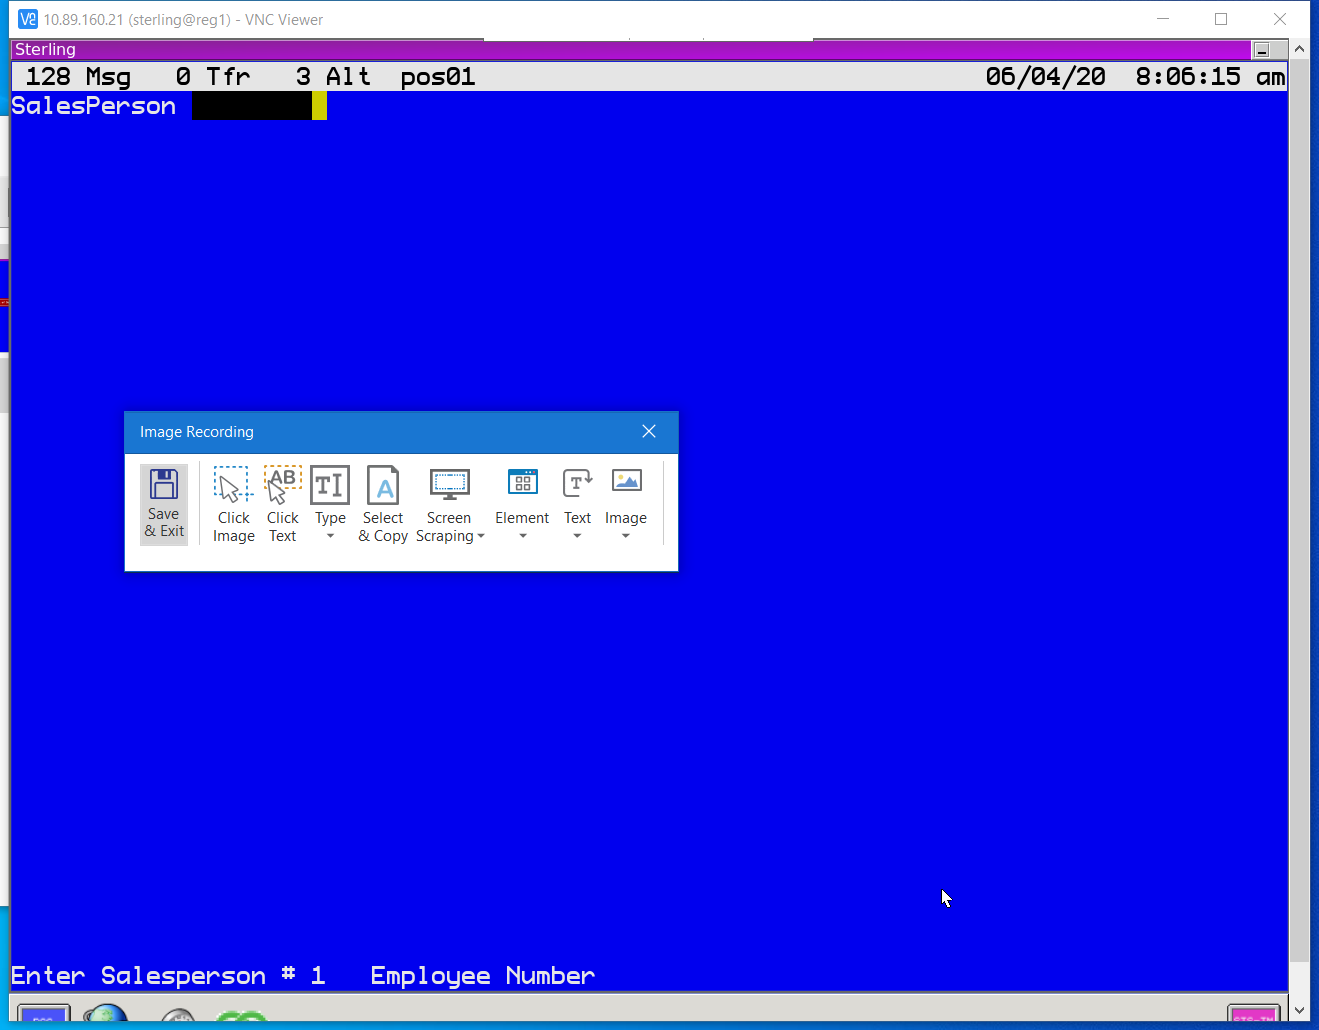 10.89.160.21 (sterling@reg1) - VNC Viewer
Sterling
128 Msg 0 Tfr 3 Alt pos01 06/04/20 8:06:15 am
SalesPerson
Image Recording
Save & Exit
Click Image
Click Text
Type
Select & Copy
Screen Scraping
Element
Text
Image
Enter Salesperson # 1 Employee Number